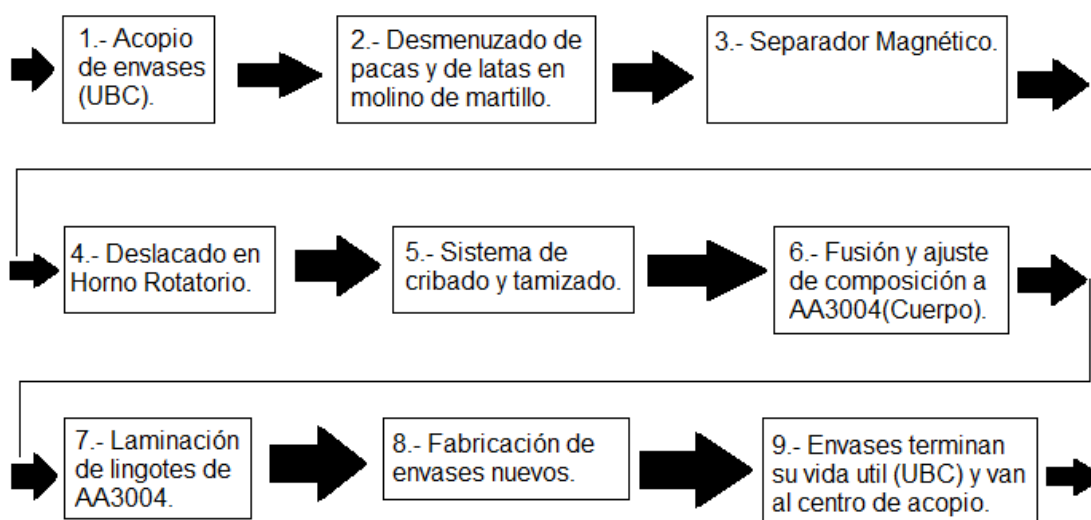 1.- Acopio
de envases
(UBC).
2.- Desmenuzado de
pacas y de latas en
molino de martillo.
3.- Separador Magnético.
4.- Deslacado en
Horno Rotatorio.
5.- Sistema de
cribado y tamizado.
6.- Fusión y ajuste
de composición a
AA3004(Cuerpo).
7.- Laminación
de lingotes de
AA3004.
8.- Fabricación de
envases nuevos.
9.- Envases terminan
su vida util (UBC) y van
al centro de acopio.